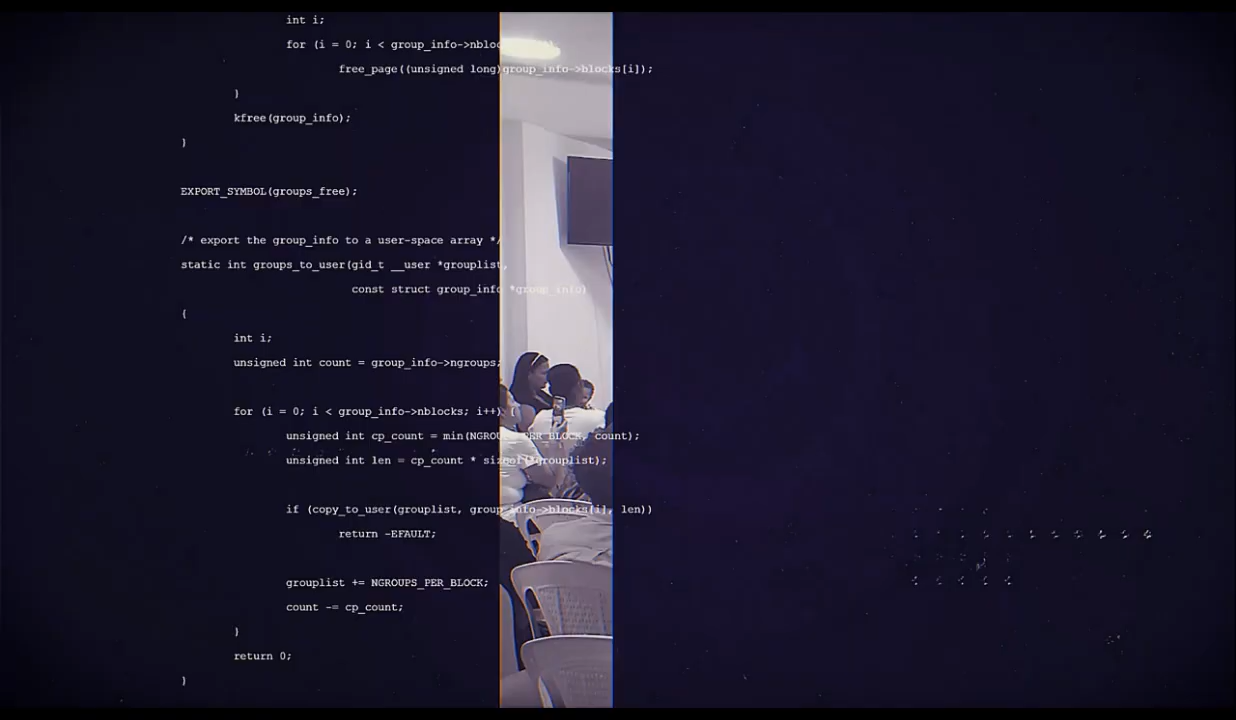 int i;
for (i = 0; i < group_info->nbloc
free_page((unsigned long)group_info->blocks[i]);
}
kfree(group_info);
}
EXPORT_SYMBOL(groups_free);
/* export the group_info to a user-space array */
static int groups_to_user(gid_t __user *grouplist,
const struct group_info *group_info)
{
int i;
unsigned int count = group_info->ngroups;
for (i = 0; i < group_info->nblocks; i++) {
unsigned int cp_count = min(NGROUPS_PER_BLOCK, count);
unsigned int len = cp_count * sizeof(*grouplist);
if (copy_to_user(grouplist, group_info->blocks[i], len))
return -EFAULT;
grouplist += NGROUPS_PER_BLOCK;
count -= cp_count;
}
return 0;
}